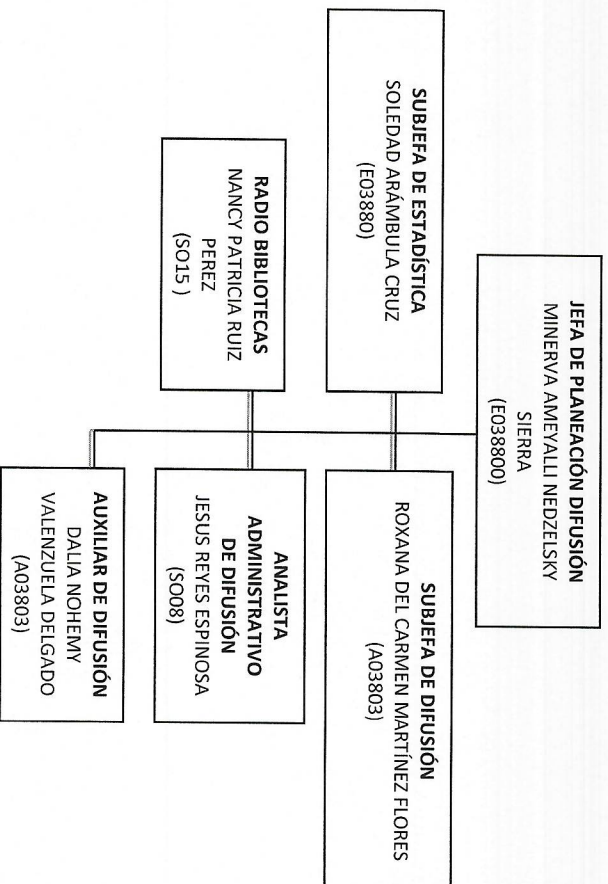 JEFA DE PLANEACIÓN DIFUSIÓN
MINERVA AMEYALLI NEDZELSKY
SIERRA
(E038800)
SUBJEFA DE ESTADÍSTICA
SOLEDAD ARÁMBULA CRUZ
(E03880)
SUBJEFA DE DIFUSIÓN
ROXANA DEL CARMEN MARTÍNEZ FLORES
(A03803)
RADIO BIBLIOTECAS
NANCY PATRICIA RUIZ
PEREZ
(SO15 )
ANALISTA
ADMINISTRATIVO
DE DIFUSIÓN
JESUS REYES ESPINOSA
(SO08)
AUXILIAR DE DIFUSIÓN
DALIA NOHEMY
VALENZUELA DELGADO
(A03803)